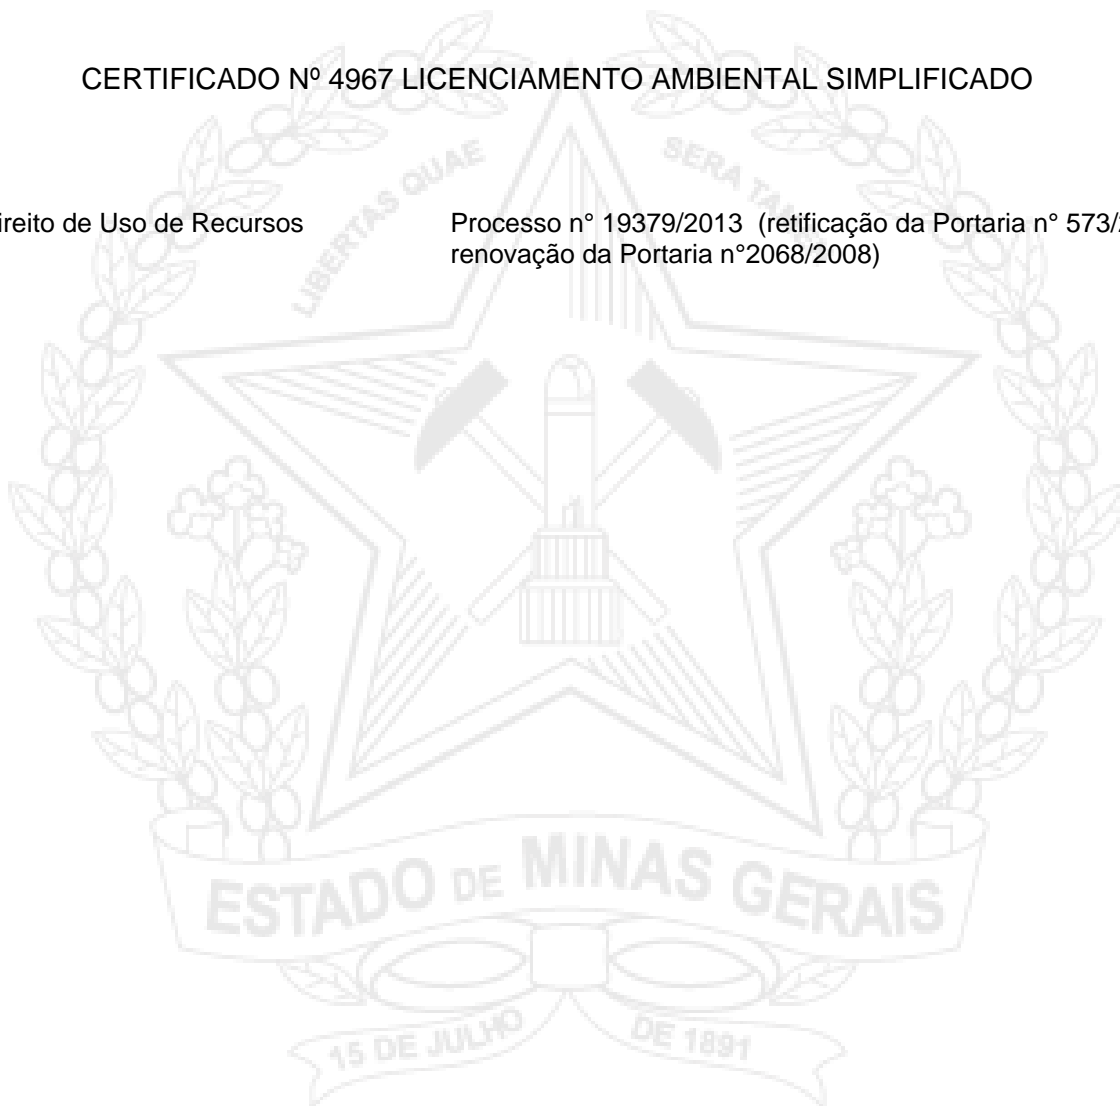 CERTIFICADO Nº 4967 LICENCIAMENTO AMBIENTAL SIMPLIFICADO
LIBERTAS QUAE SERA TAMEN
ireito de Uso de Recursos
Processo n° 19379/2013 (retificação da Portaria n° 573/
renovação da Portaria n°2068/2008)
ESTADO DE MINAS GERAIS
15 DE JULHO DE 1891